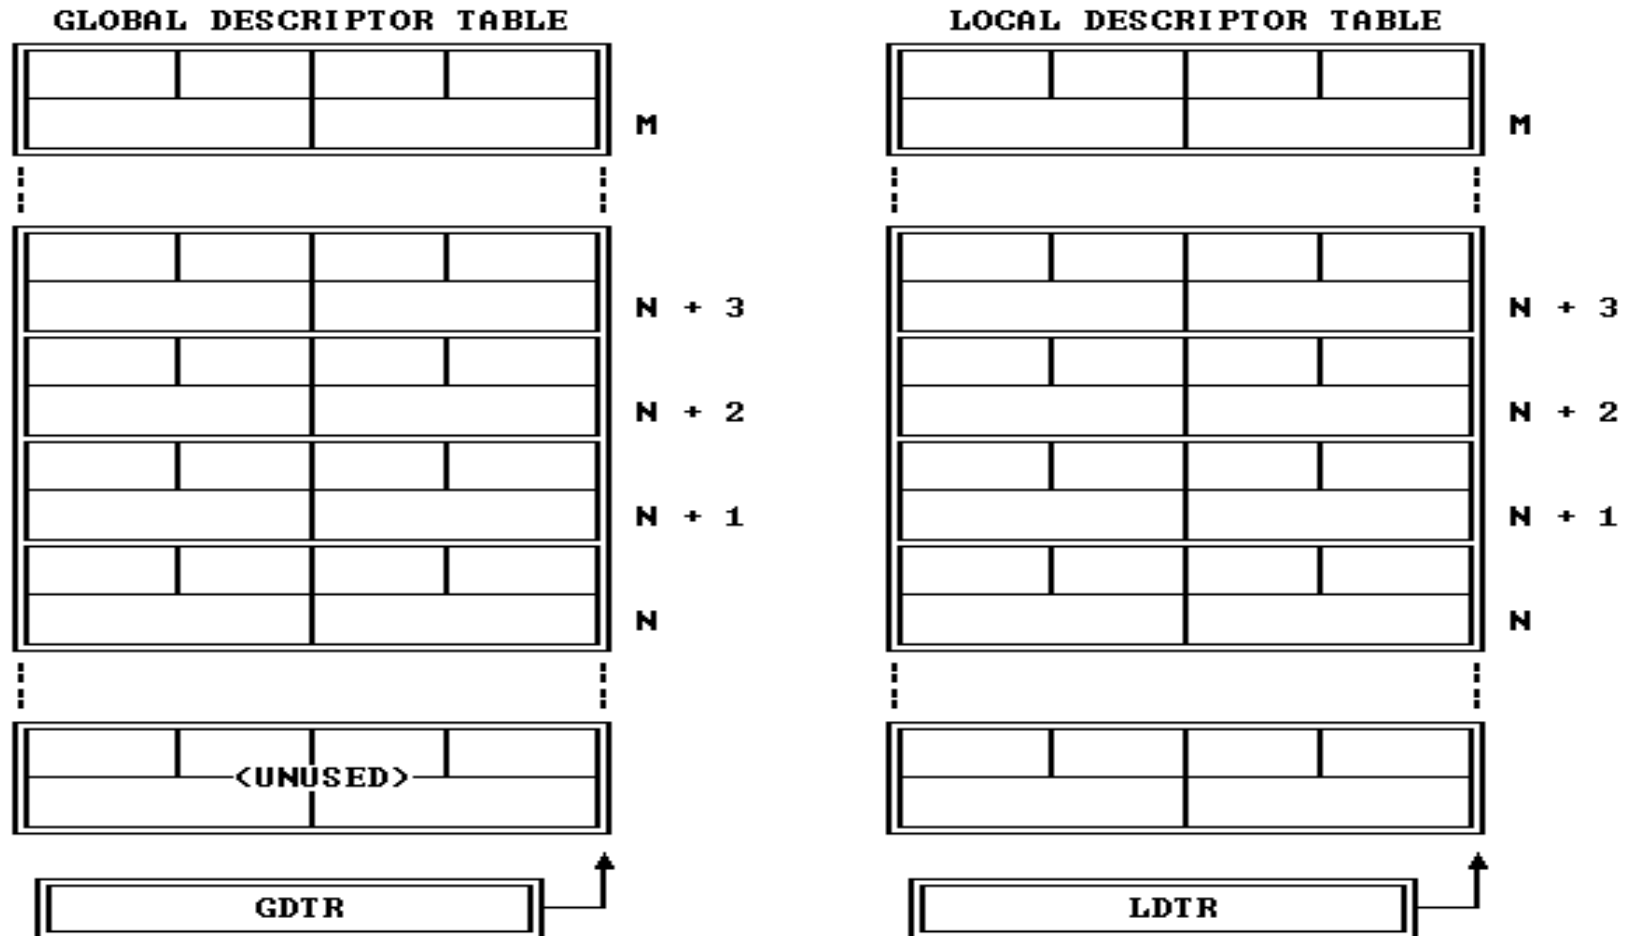 GLOBAL DESCRIPTOR TABLE LOCAL DESCRIPTOR TABLE
M M
N + 3 N + 3
N + 2 N + 2
N + 1 N + 1
N N
<UNUSED>
GDTR LDTR